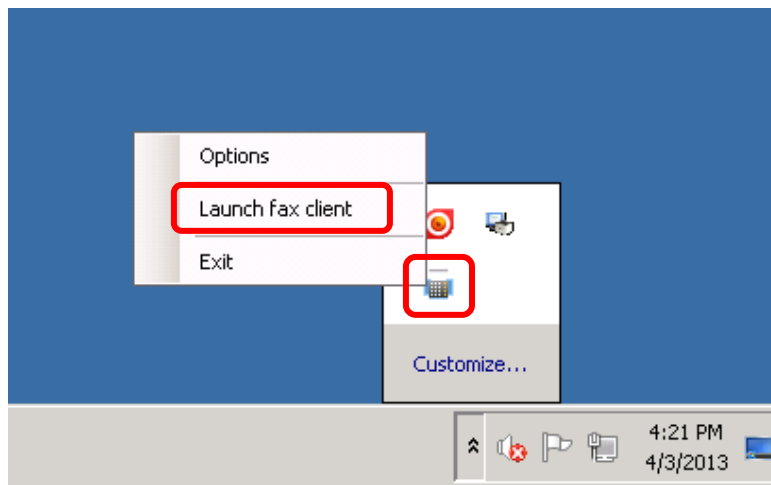 Options
Launch fax client
Exit
Customize...
4:21 PM
4/3/2013